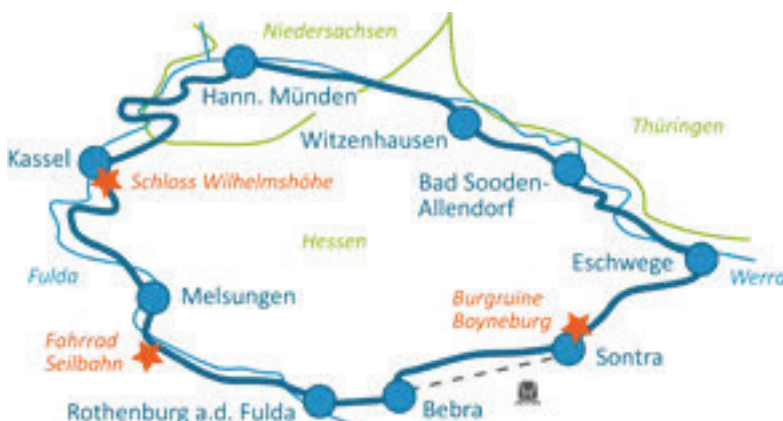 Niedersachsen
Hann. Münden
Witzenhausen
Thüringen
Kassel
Schloss Wilhelmshöhe
Bad Sooden-
Allendorf
Hessen
Eschwege
Fulda
Werra
Melsungen
Burgruine
Boyneburg
Fahrrad
Seilbahn
Sontra
Rothenburg a.d. Fulda
Bebra